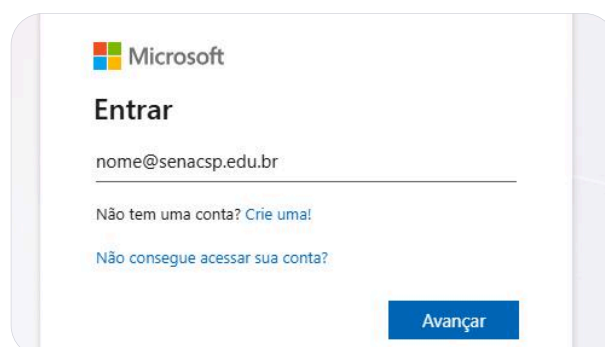 Microsoft
Entrar
nome@senacsp.edu.br
Não tem uma conta? Crie uma!
Não consegue acessar sua conta?
Avançar